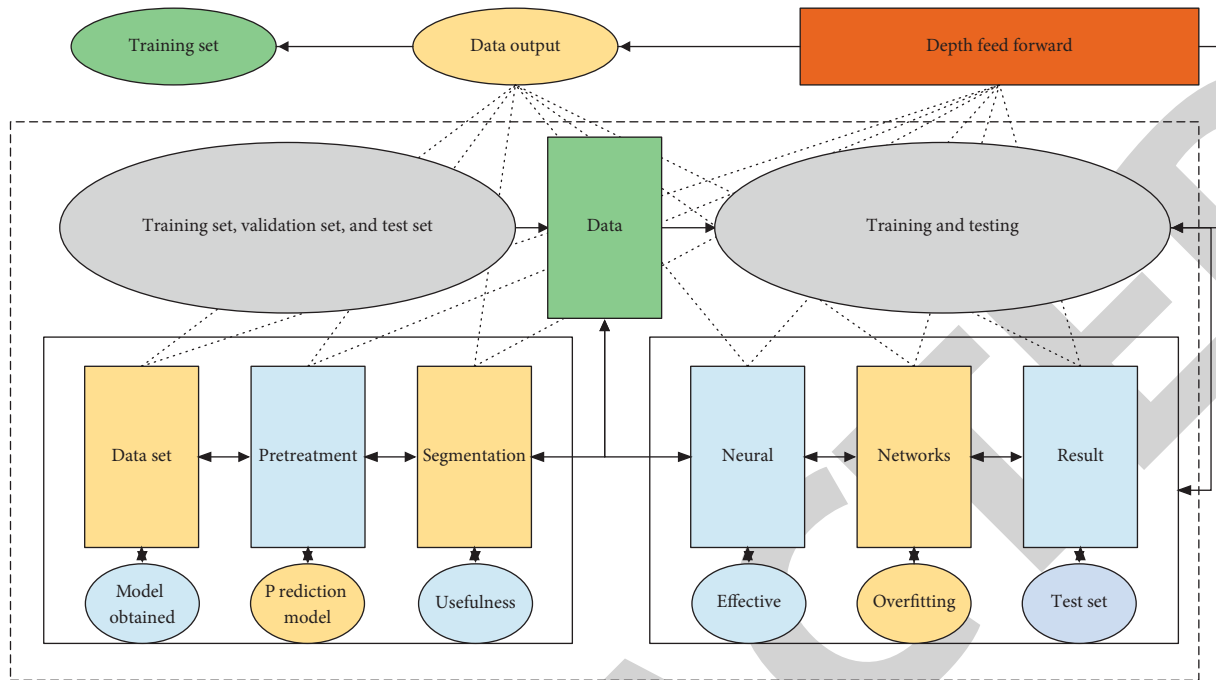 Training set
Data output
Depth feed forward
Training set, validation set, and test set
Data
Training and testing
Data set
Pretreatment
Segmentation
Neural
Networks
Result
Model
obtained
P rediction
model
Usefulness
Effective
Overfitting
Test set